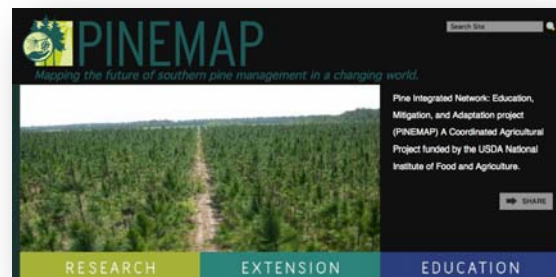 PINEMAP
Search Site
Mapping the future of southern pine management in a changing world.
Pine Integrated Network: Education,
Mitigation, and Adaptation project
(PINEMAP) A Coordinated Agricultural
Project funded by the USDA National
Institute of Food and Agriculture.
SHARE
RESEARCH
EXTENSION
EDUCATION